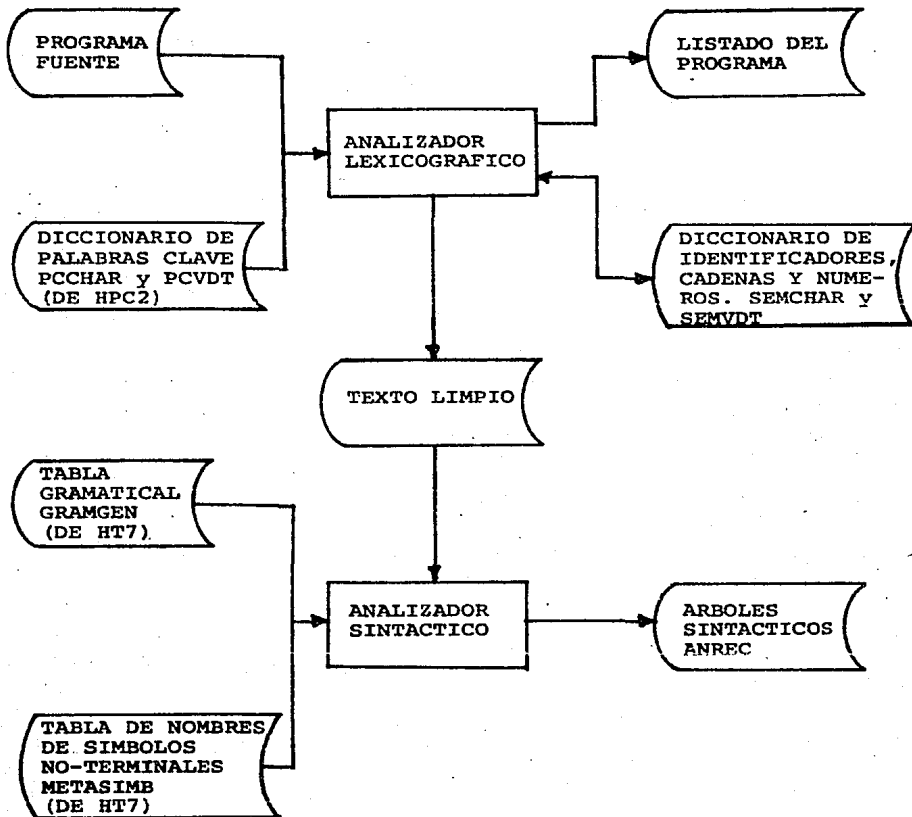 PROGRAMA
FUENTE
LISTADO DEL
PROGRAMA
ANALIZADOR
LEXICOGRAFICO
DICCIONARIO DE
PALABRAS CLAVE
PCCHAR y PCVDT
(DE HPC2)
DICCIONARIO DE
IDENTIFICADORES,
CADENAS Y NUME-
ROS. SEMCHAR y
SEMVDT
TEXTO LIMPIO
TABLA
GRAMATICAL
GRAMGEN
(DE HT7)
ANALIZADOR
SINTACTICO
ARBOLES
SINTACTICOS
ANREC
TABLA DE NOMBRES
DE SIMBOLOS
NO-TERMINALES
METASIMB
(DE HT7)